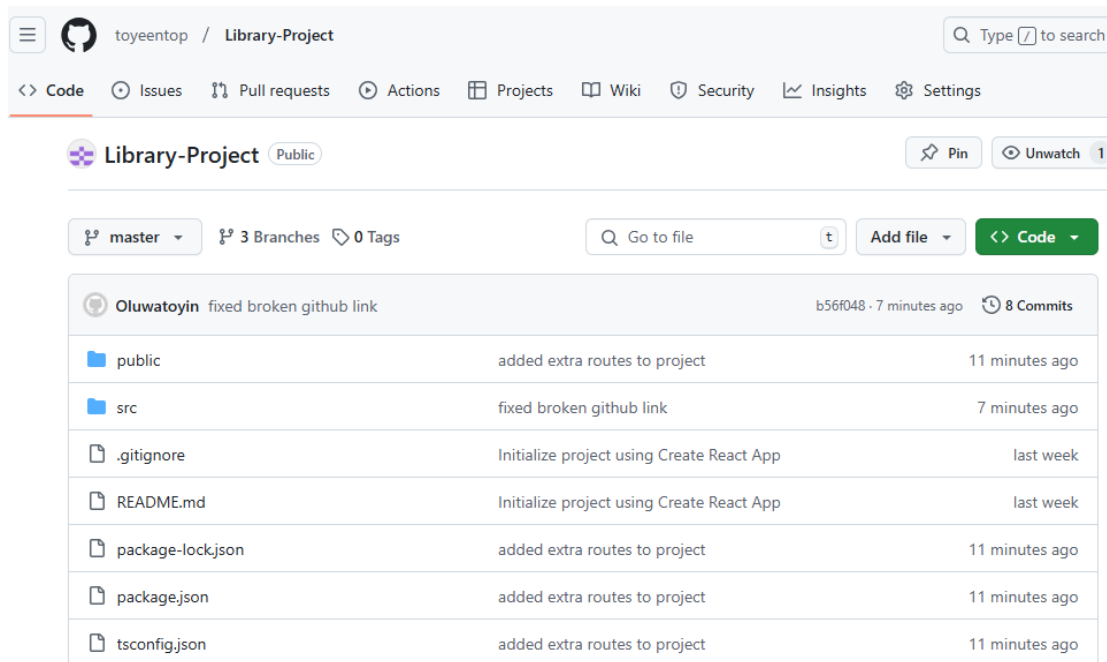 toyeentop / Library-Project
Type / to search
Code Issues Pull requests Actions Projects Wiki Security Insights Settings
Library-Project Public
Pin Unwatch 1
master 3 Branches 0 Tags Go to file t Add file Code
Oluwatoyin fixed broken github link b56f048 · 7 minutes ago 8 Commits
public added extra routes to project 11 minutes ago
src fixed broken github link 7 minutes ago
.gitignore Initialize project using Create React App last week
README.md Initialize project using Create React App last week
package-lock.json added extra routes to project 11 minutes ago
package.json added extra routes to project 11 minutes ago
tsconfig.json added extra routes to project 11 minutes ago